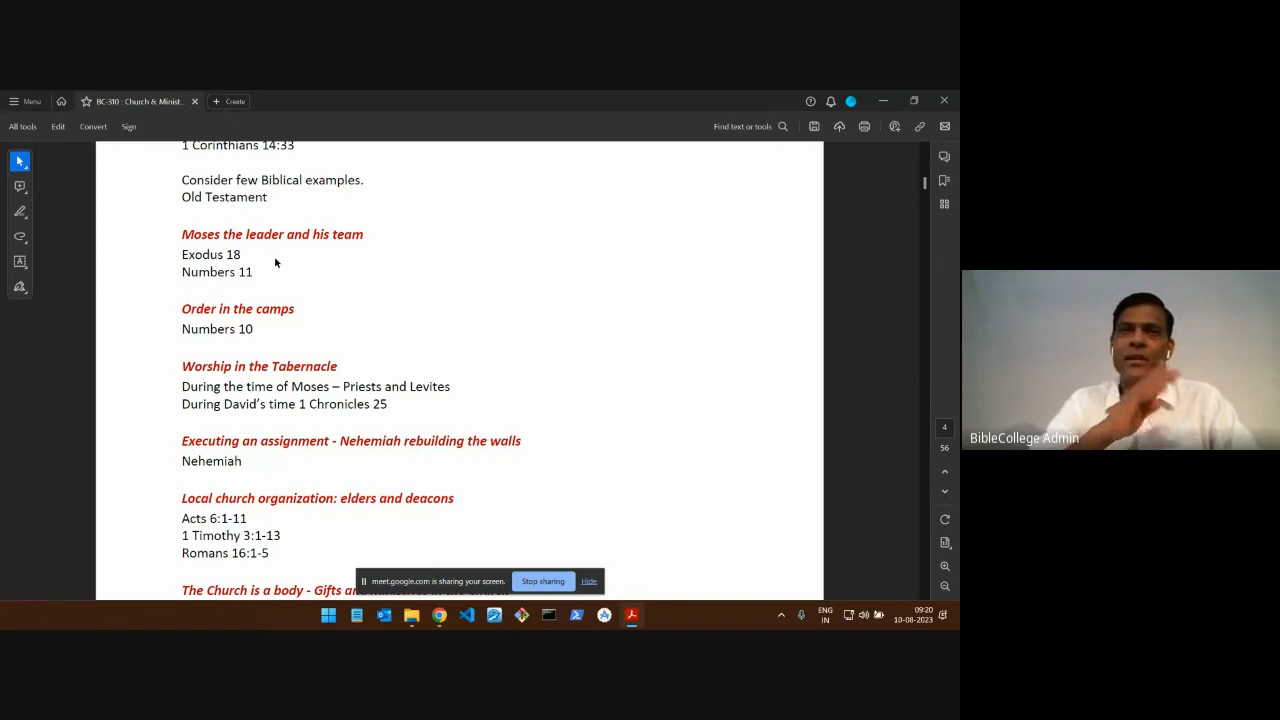 Menu
BC-310 : Church & Minist...
Create
All tools
Edit
Convert
Sign
Find text or tools
1 Corinthians 14:33
Consider few Biblical examples.
Old Testament
Moses the leader and his team
Exodus 18
Numbers 11
Order in the camps
Numbers 10
Worship in the Tabernacle
During the time of Moses – Priests and Levites
During David's time 1 Chronicles 25
Executing an assignment - Nehemiah rebuilding the walls
Nehemiah
Local church organization: elders and deacons
Acts 6:1-11
1 Timothy 3:1-13
Romans 16:1-5
The Church is a body - Gifts
4
56
meet.google.com is sharing your screen.
Stop sharing
Hide
ENG
IN
09:20
10-08-2023
BibleCollege Admin